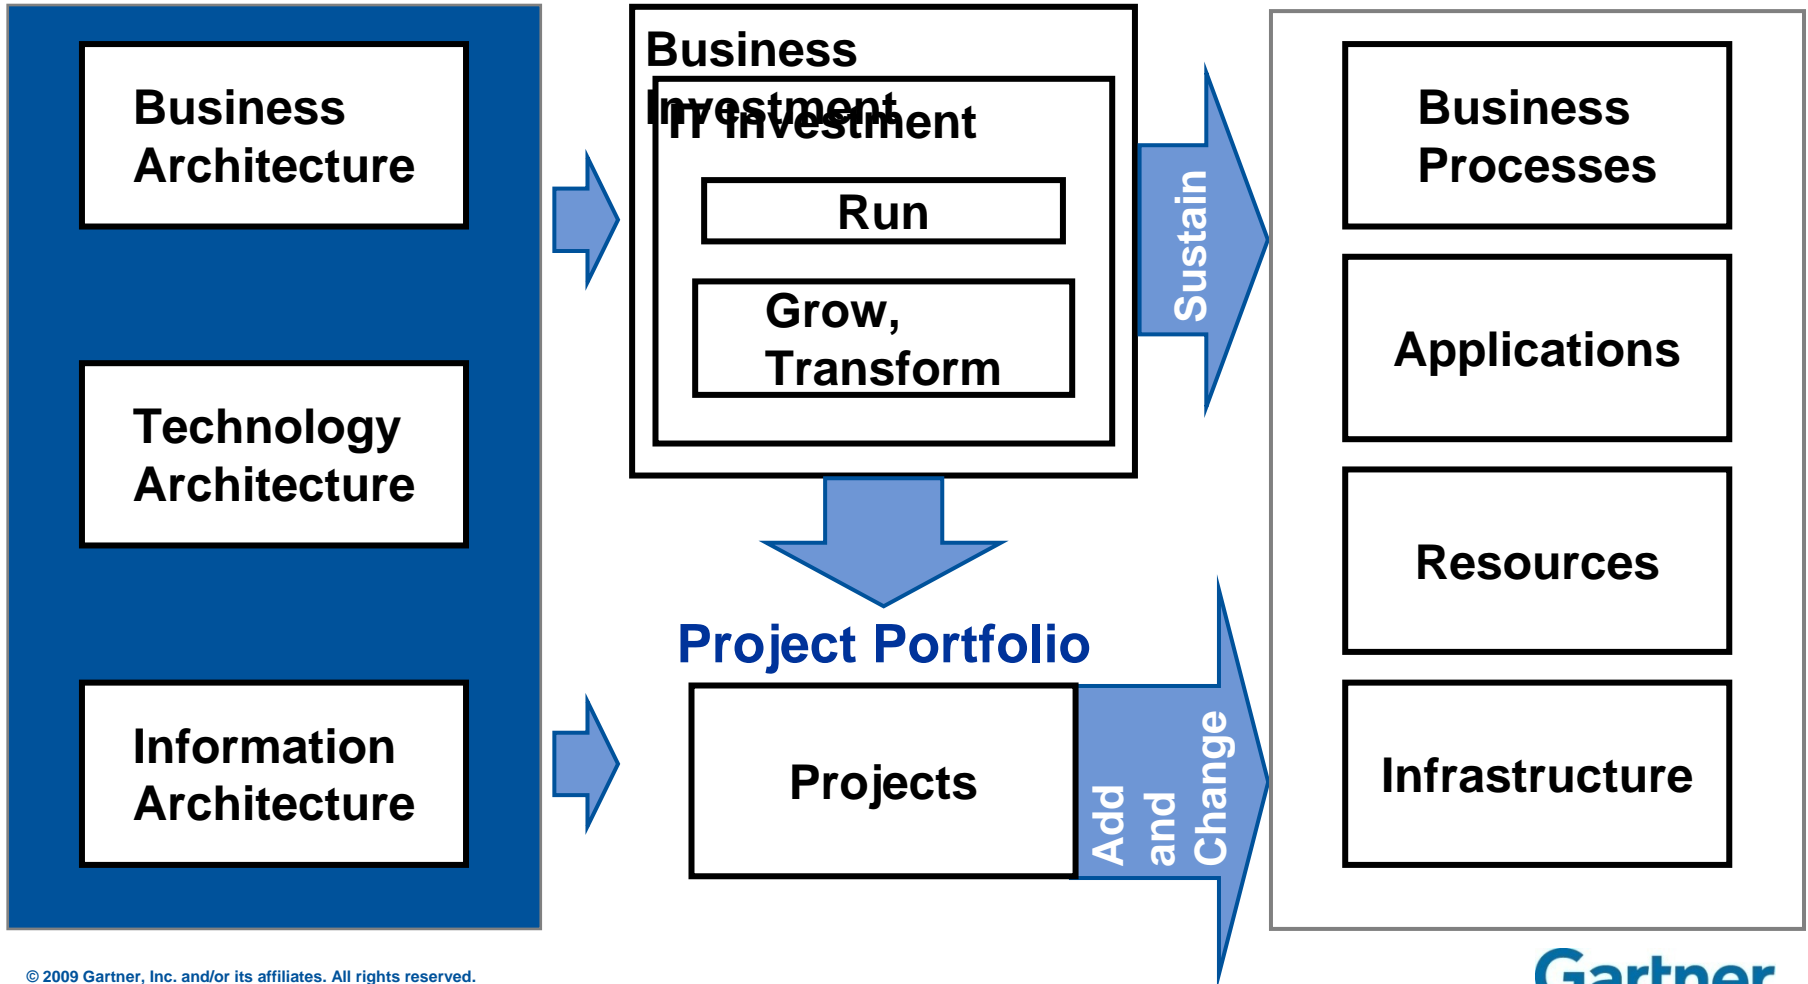 Business
Architecture
Technology
Architecture
Information
Architecture
Business
Investment
IT Investment
Run
Grow,
Transform
Project Portfolio
Projects
Sustain
Add
and
Change
Business
Processes
Applications
Resources
Infrastructure
© 2009 Gartner, Inc. and/or its affiliates. All rights reserved.
Gartner